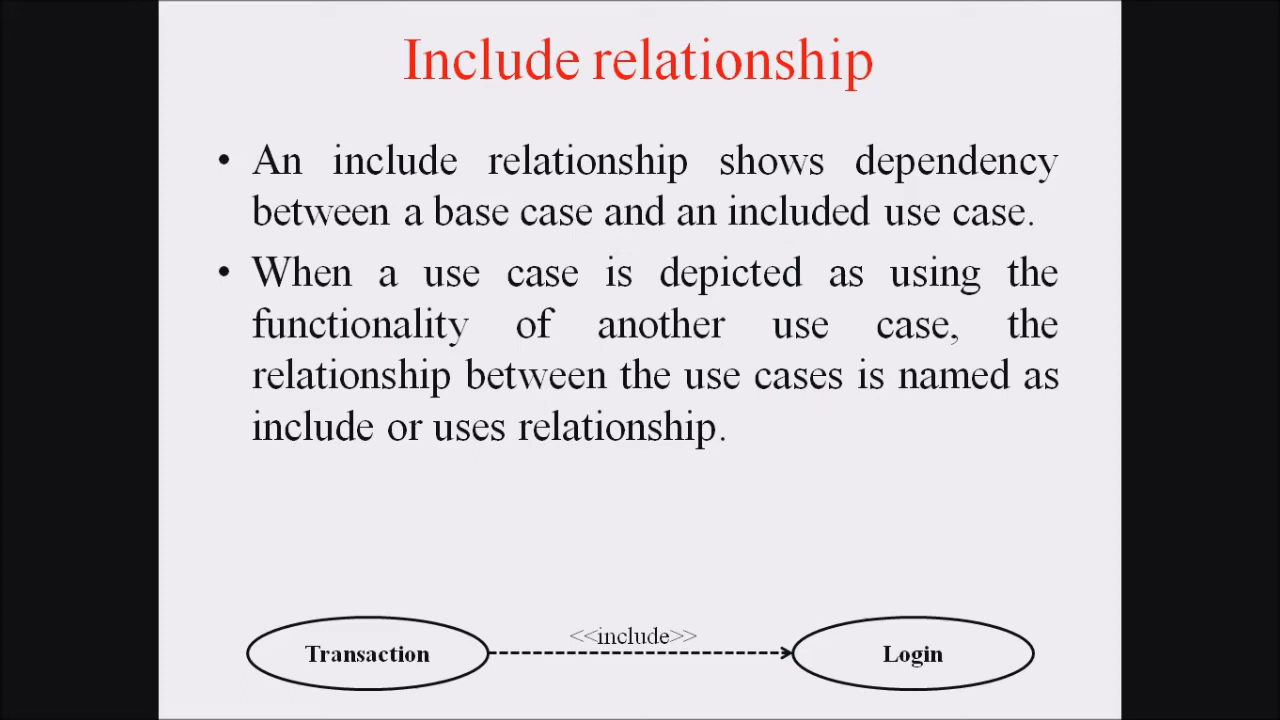 Include relationship
• An include relationship shows dependency
between a base case and an included use case.
• When a use case is depicted as using the
functionality of another use case, the
relationship between the use cases is named as
include or uses relationship.
<<include>>
Transaction
Login